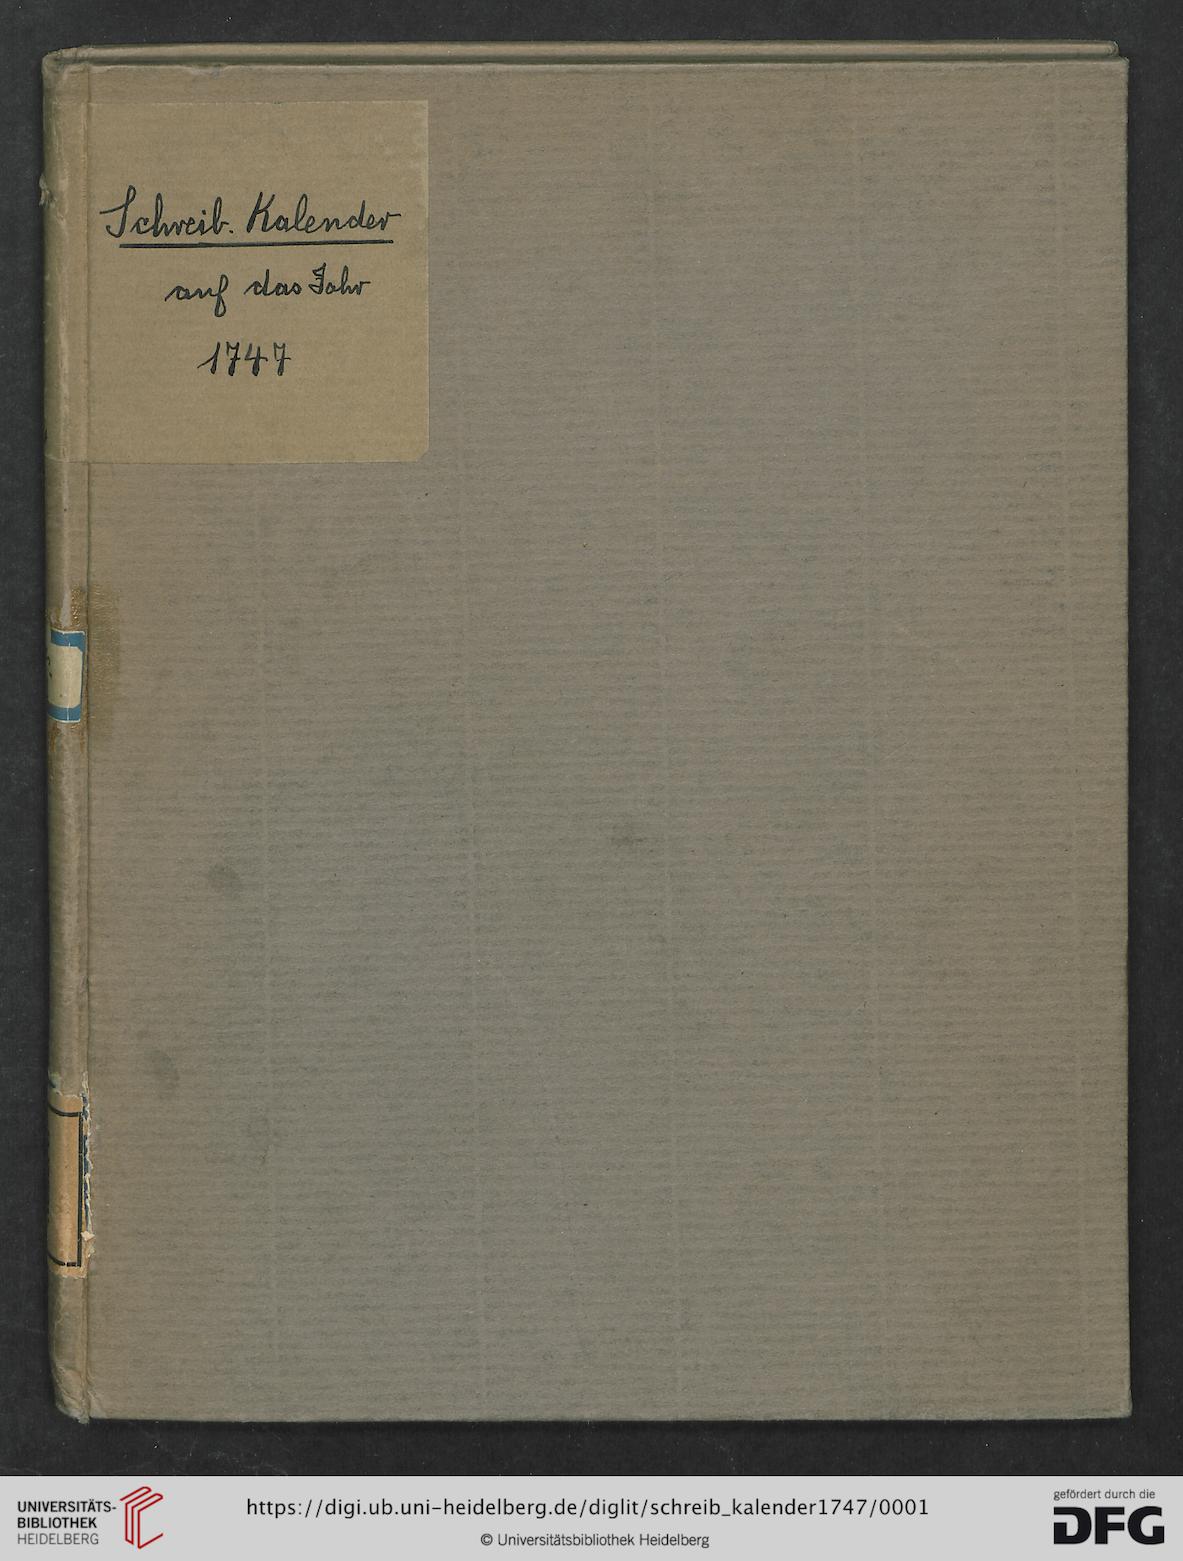 Schreib. Kalender
auf das Jahr
1747
UNIVERSITÄTS-
BIBLIOTHEK
HEIDELBERG
https://digi.ub.uni-heidelberg.de/diglit/schreib_kalender1747/0001
© Universitätsbibliothek Heidelberg
gefördert durch die
DFG